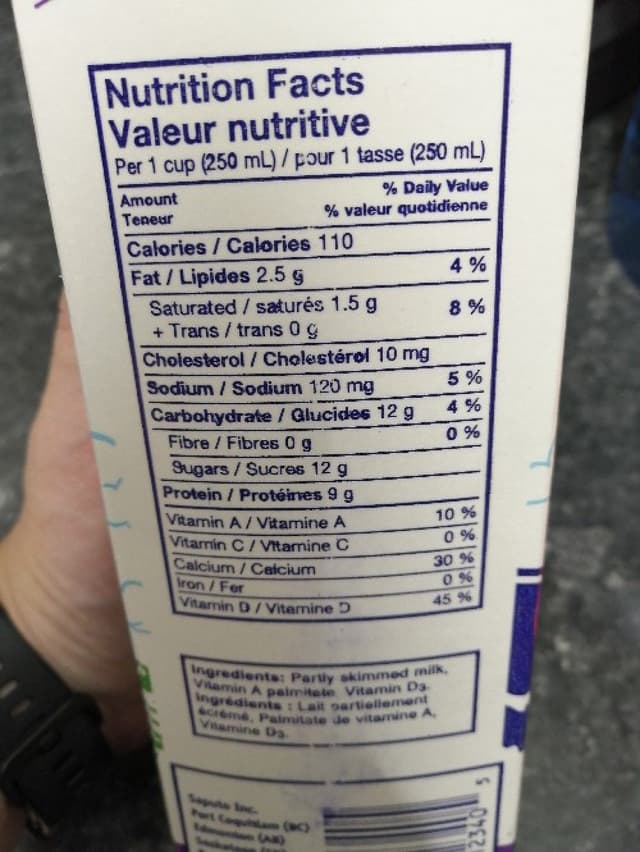 Nutrition Facts
Valeur nutritive
Per 1 cup (250 mL) / pour 1 tasse (250 mL)
Amount % Daily Value
Teneur % valeur quotidienne
Calories / Calories 110
Fat / Lipides 2.5 g 4 %
Saturated / saturés 1.5 g 8 %
+ Trans / trans 0 g
Cholesterol / Cholestérol 10 mg
Sodium / Sodium 120 mg 5 %
Carbohydrate / Glucides 12 g 4 %
Fibre / Fibres 0 g 0 %
Sugars / Sucres 12 g
Protein / Protéines 9 g
Vitamin A / Vitamine A 10 %
Vitamin C / Vitamine C 0 %
Calcium / Calcium 30 %
Iron / Fer 0 %
Vitamin D / Vitamine D 45 %
Ingredients: Partly skimmed milk,
Vitamin A palmitate, Vitamin D3.
Ingrédients : Lait partiellement
écrémé, Palmitate de vitamine A,
Vitamine D3.
Saputo Inc.
Port Coquitlam (BC)
Edmonton (AB)
Saskatoon